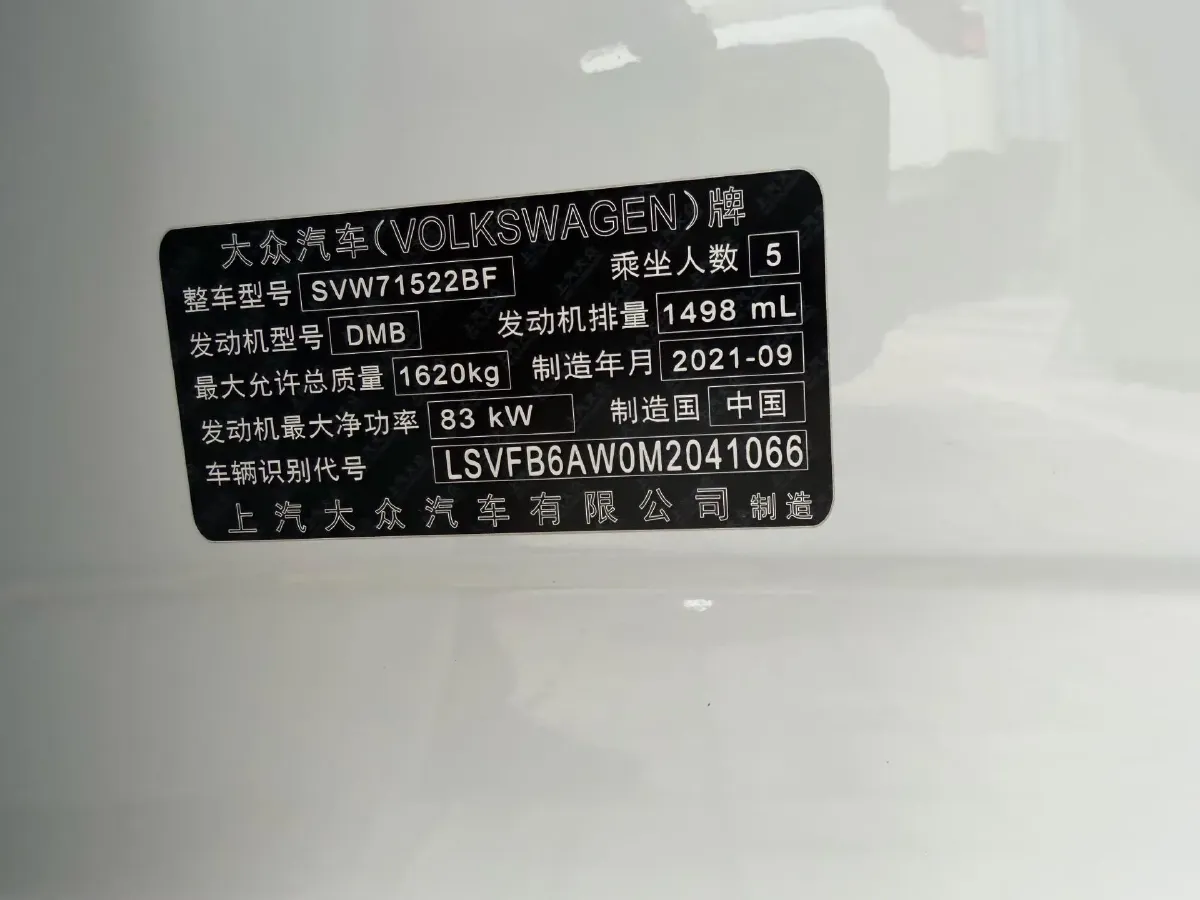 大众汽车(VOLKSWAGEN)牌
整车型号 SVW71522BF 乘坐人数 5
发动机型号 DMB 发动机排量 1498 mL
最大允许总质量 1620kg 制造年月 2021-09
发动机最大净功率 83 kW 制造国 中国
车辆识别代号 LSVFB6AW0M2041066
上汽大众汽车有限公司 制造